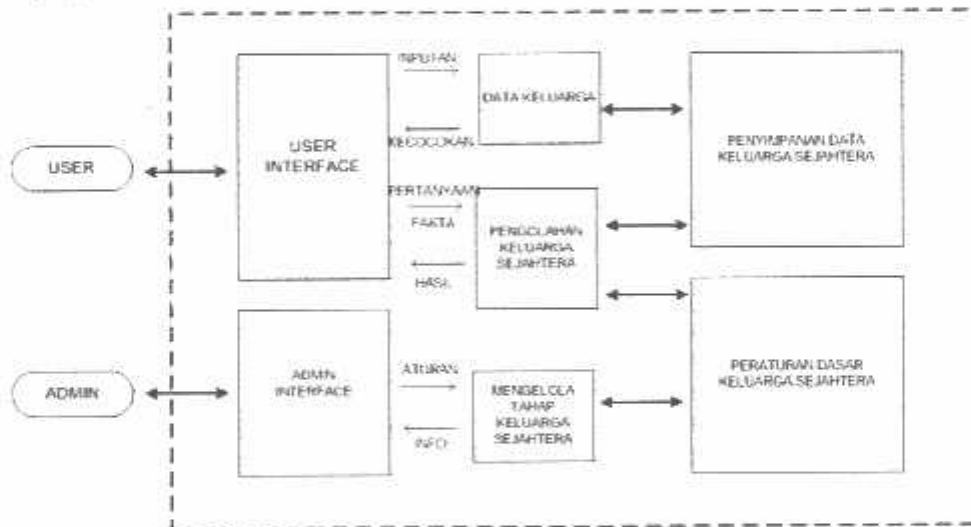 USER
ADMIN
USER
INTERFACE
ADMIN
INTERFACE
INPUTAN
KECOCOKAN
PERTANYAAN
FAKTA
HASIL
ATURAN
INFO
DATA KELUARGA
PENGOLAHAN
KELUARGA
SEJAHTERA
MENGELOLA
TAHAP
KELUARGA
SEJAHTERA
PENYIMPANAN DATA
KELUARGA SEJAHTERA
PERATURAN DASAR
KELUARGA SEJAHTERA